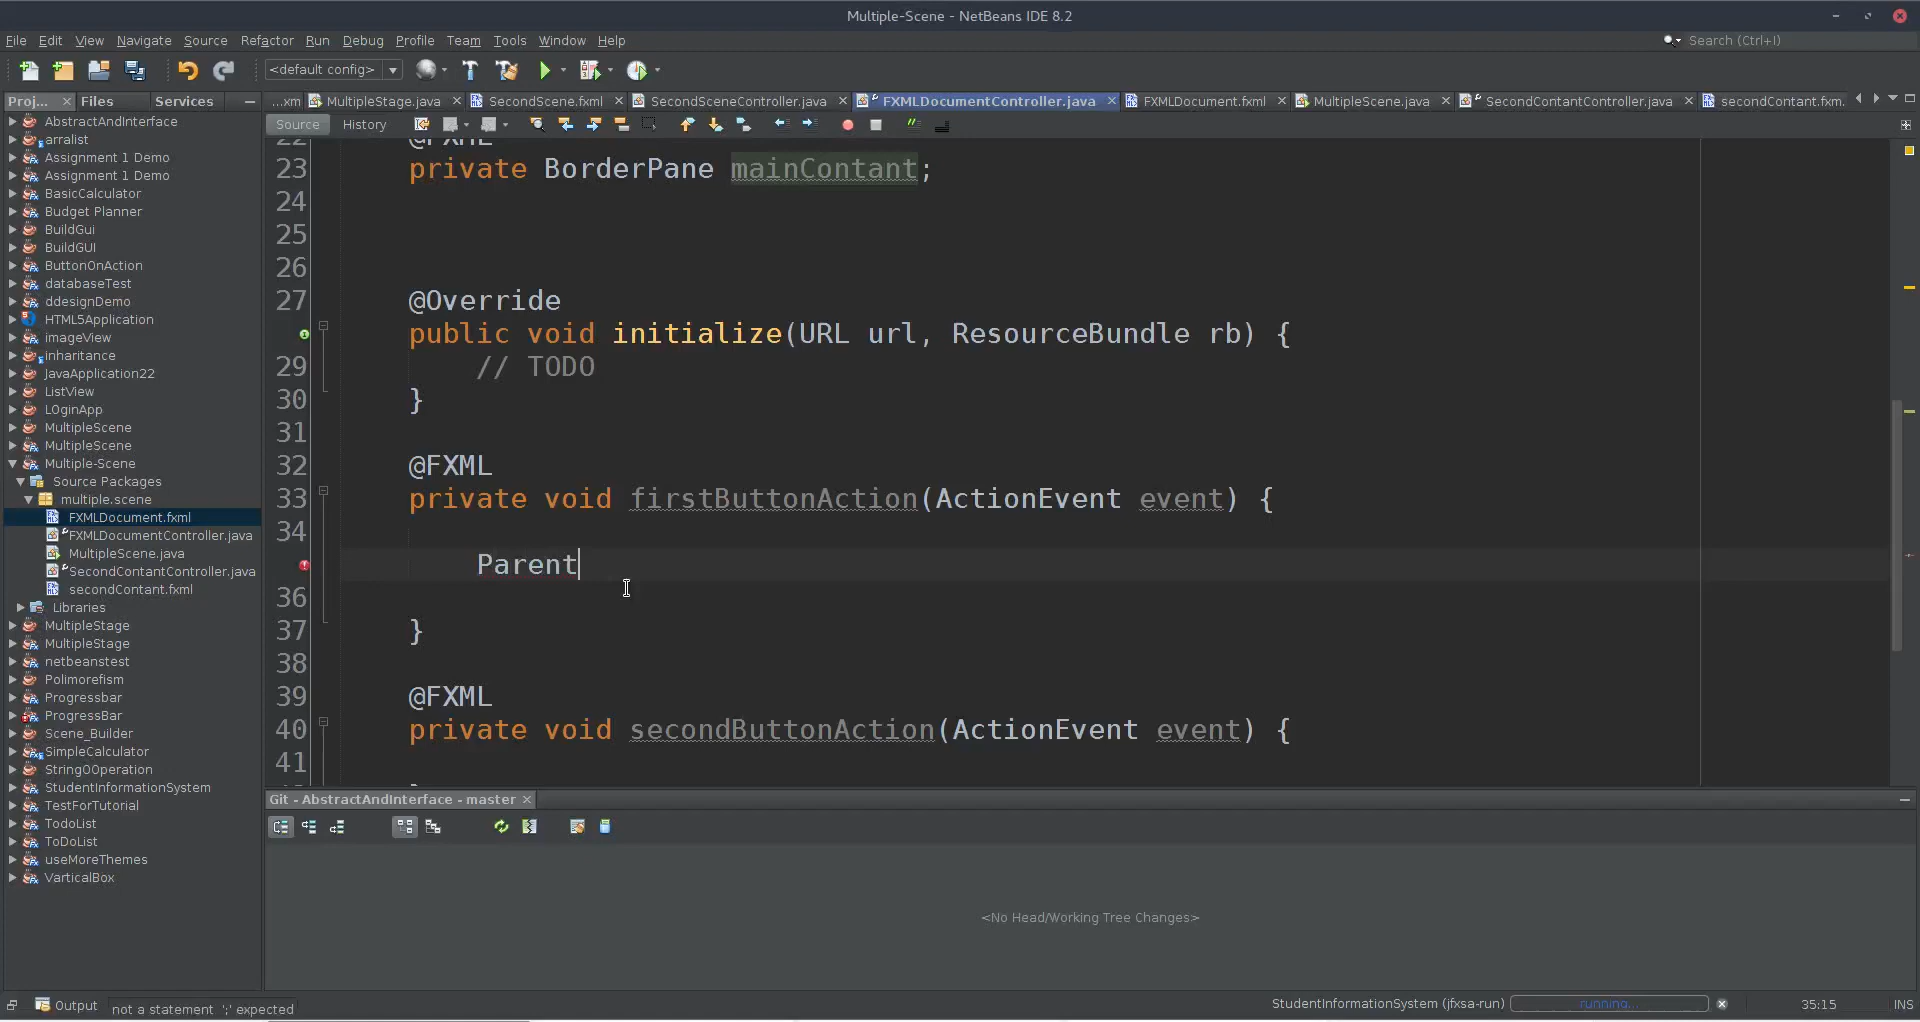 Multiple-Scene - NetBeans IDE 8.2
File Edit View Navigate Source Refactor Run Debug Profile Team Tools Window Help
Search (Ctrl+I)
<default config>
Proj... Files Services
...xm MultipleStage.java SecondScene.fxml SecondSceneController.java FXMLDocumentController.java FXMLDocument.fxml MultipleScene.java SecondContantController.java secondContant.fxm.
Source History
AbstractAndInterface
arralist
Assignment 1 Demo
Assignment 1 Demo
BasicCalculator
Budget Planner
BuildGui
BuildGUI
ButtonOnAction
databaseTest
ddesignDemo
HTML5Application
imageView
inheritance
JavaApplication22
ListView
LOginApp
MultipleScene
MultipleScene
Multiple-Scene
Source Packages
multiple.scene
FXMLDocument.fxml
FXMLDocumentController.java
MultipleScene.java
SecondContantController.java
secondContant.fxml
Libraries
MultipleStage
MultipleStage
netbeanstest
Polimorefism
Progressbar
ProgressBar
Scene_Builder
SimpleCalculator
StringOOperation
StudentInformationSystem
TestForTutorial
TodoList
ToDoList
useMoreThemes
VarticalBox
22 @FXML
23 private BorderPane mainContant;
24
25
26
27 @Override
public void initialize(URL url, ResourceBundle rb) {
29 // TODO
30 }
31
32 @FXML
33 private void firstButtonAction(ActionEvent event) {
34
Parent
36
37 }
38
39 @FXML
40 private void secondButtonAction(ActionEvent event) {
41
Git - AbstractAndInterface - master
<No Head/Working Tree Changes>
Output not a statement ';' expected
StudentInformationSystem (jfxsa-run) running... 35:15 INS